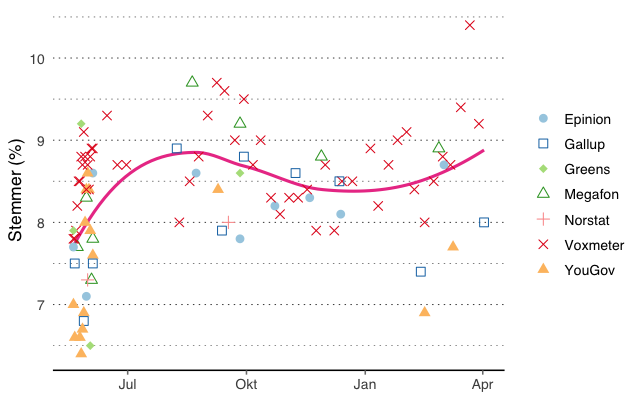 Stemmer (%)
10
9
8
7
Jul
Okt
Jan
Apr
Epinion
Gallup
Greens
Megafon
Norstat
Voxmeter
YouGov